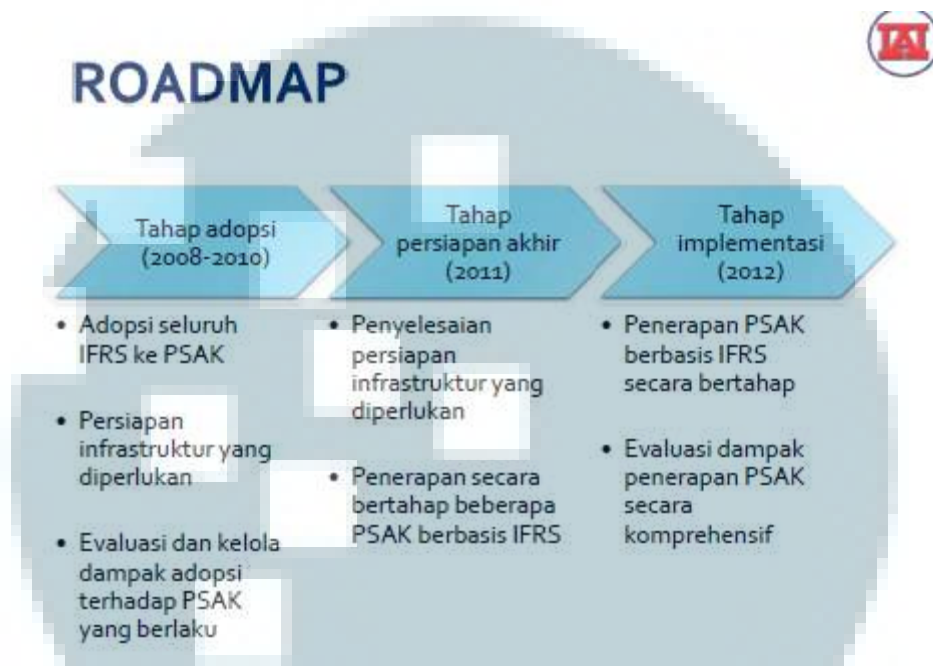 IAI
ROADMAP
Tahap adopsi
(2008-2010)
Tahap
persiapan akhir
(2011)
Tahap
implementasi
(2012)
• Adopsi seluruh
IFRS ke PSAK
• Persiapan
infrastruktur yang
diperlukan
• Evaluasi dan kelola
dampak adopsi
terhadap PSAK
yang berlaku
• Penyelesaian
persiapan
infrastruktur yang
diperlukan
• Penerapan secara
bertahap beberapa
PSAK berbasis IFRS
• Penerapan PSAK
berbasis IFRS
secara bertahap
• Evaluasi dampak
penerapan PSAK
secara
komprehensif